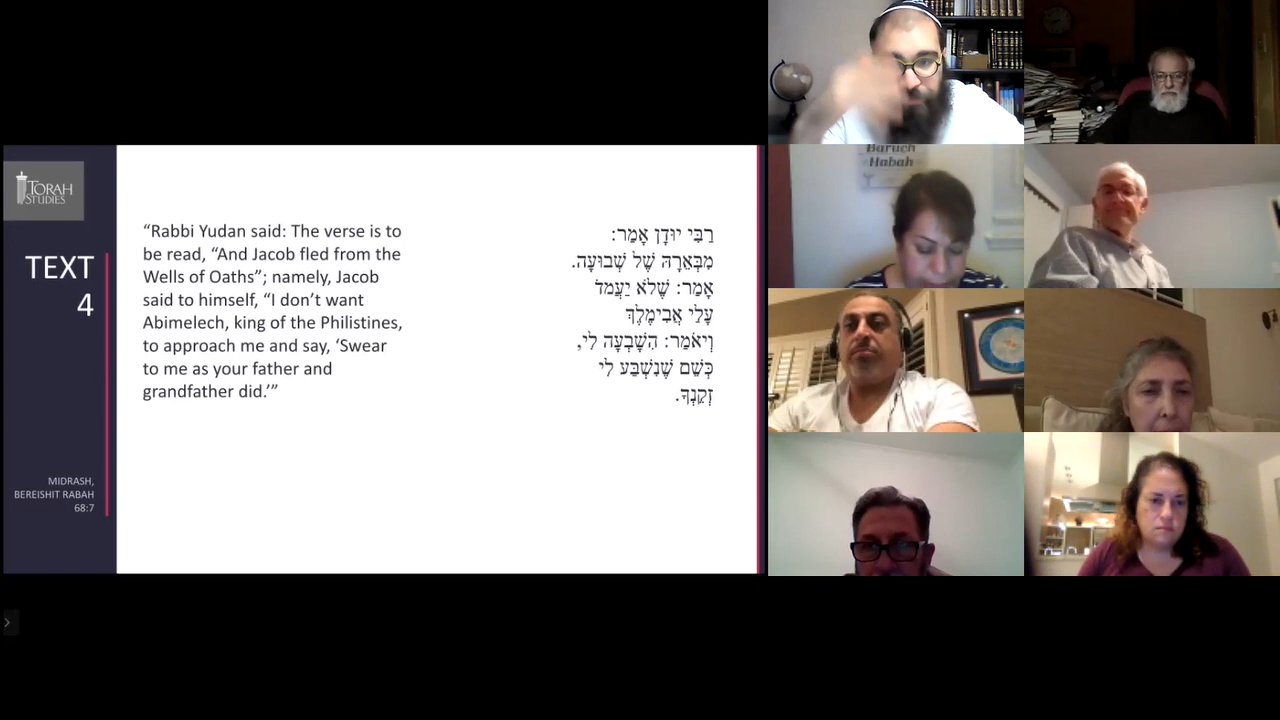 TORAH
STUDIES
TEXT
4
MIDRASH,
BEREISHIT RABAH
68:7
“Rabbi Yudan said: The verse is to
be read, “And Jacob fled from the
Wells of Oaths”; namely, Jacob
said to himself, “I don’t want
Abimelech, king of the Philistines,
to approach me and say, ‘Swear
to me as your father and
grandfather did.’”
רַבִּי יוּדָן אָמַר:
מִבְּאֵרָהּ שֶׁל שְׁבוּעָה.
אָמַר: שֶׁלֹא יַעֲמֹד
עָלַי אֲבִימֶלֶךְ
וְיֹאמַר: הִשָּׁבְעָה לִי,
כְּשֵׁם שֶׁנִּשְׁבַּע לִי
זְקֵנְךָ.
Baruch
Habah